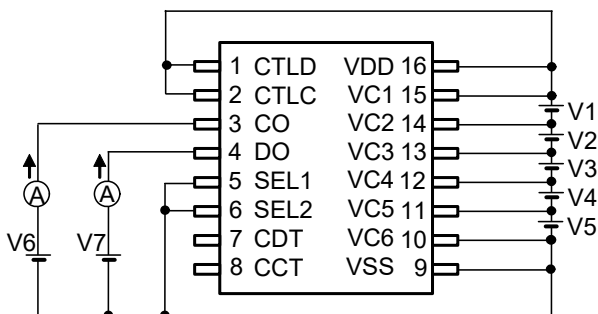 1 CTLD VDD 16
2 CTLC VC1 15
V1
3 CO VC2 14
V2
4 DO VC3 13
V3
A A
5 SEL1 VC4 12
V4
6 SEL2 VC5 11
V5
V6 V7
7 CDT VC6 10
8 CCT VSS 9